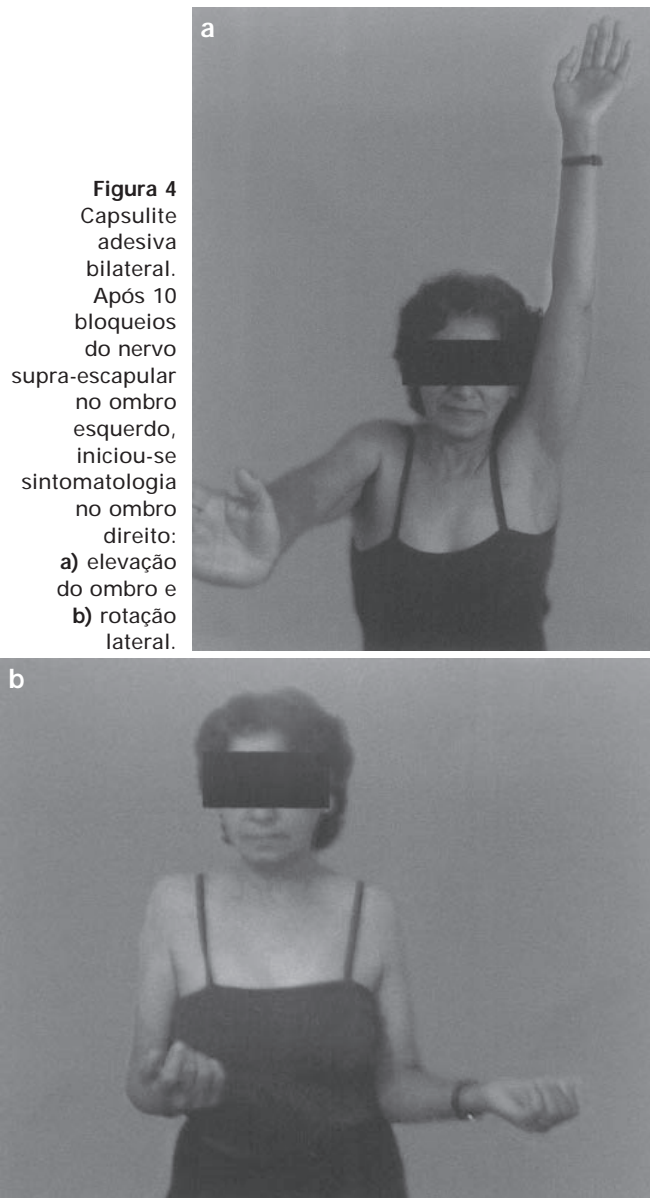 a
Figura 4
Capsulite
adesiva
bilateral.
Após 10
bloqueios
do nervo
supra-escapular
no ombro
esquerdo,
iniciou-se
sintomatologia
no ombro
direito:
a) elevação
do ombro e
b) rotação
lateral.
b